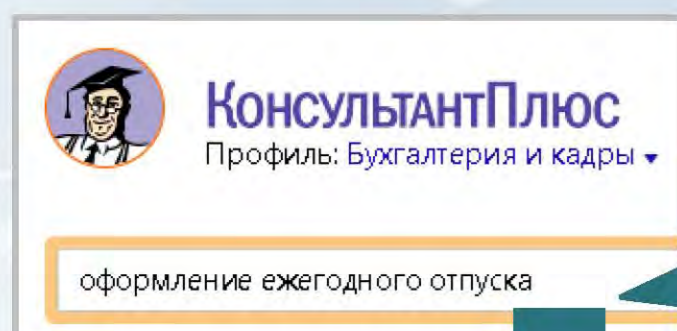 КонсультантПлюс
Профиль: Бухгалтерия и кадры
оформление ежегодного отпуска